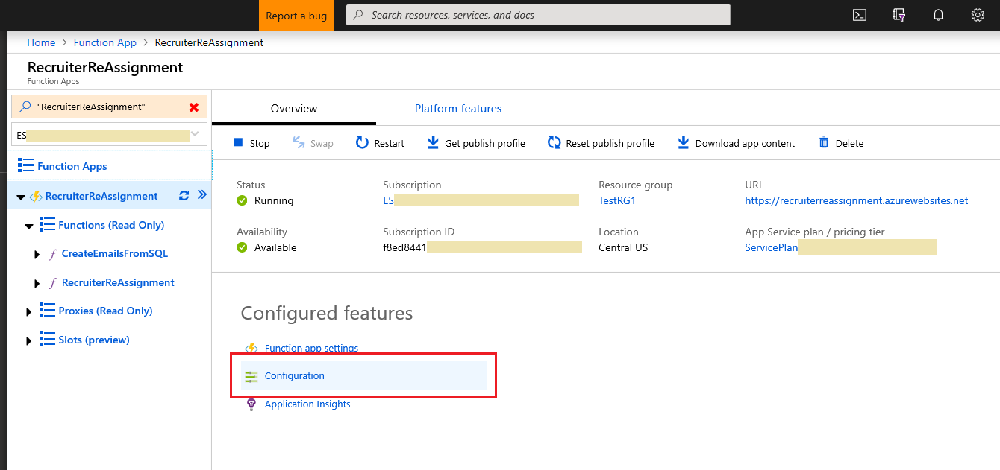 Report a bug
Search resources, services, and docs
Home > Function App > RecruiterReAssignment
RecruiterReAssignment
Function Apps
"RecruiterReAssignment"
ES
Function Apps
RecruiterReAssignment
Functions (Read Only)
CreateEmailsFromSQL
RecruiterReAssignment
Proxies (Read Only)
Slots (preview)
Overview Platform features
Stop Swap Restart Get publish profile Reset publish profile Download app content Delete
Status Subscription Resource group URL
Running ES TestRG1 https://recruiterreassignment.azurewebsites.net
Availability Subscription ID Location App Service plan / pricing tier
Available f8ed8441 Central US ServicePlan
Configured features
Function app settings
Configuration
Application Insights